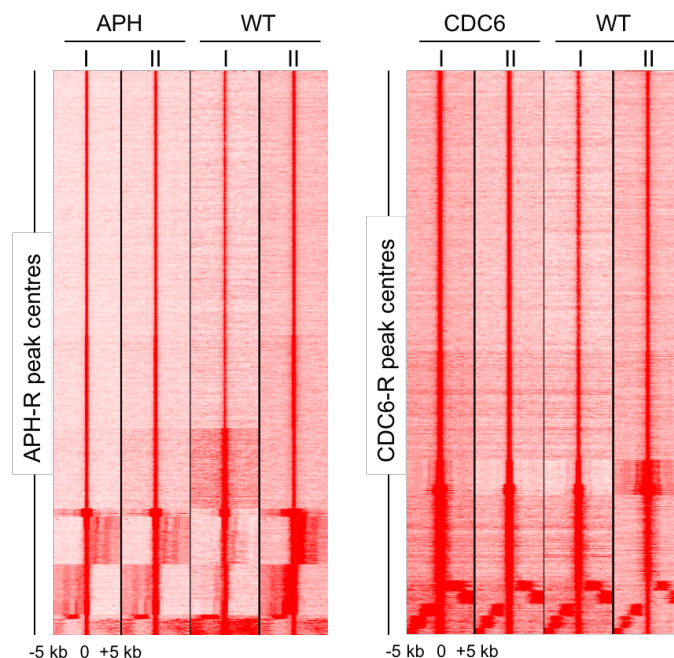 APH WT
I II I II
APH-R peak centres
-5 kb 0 +5 kb
CDC6 WT
I II I II
CDC6-R peak centres
-5 kb 0 +5 kb